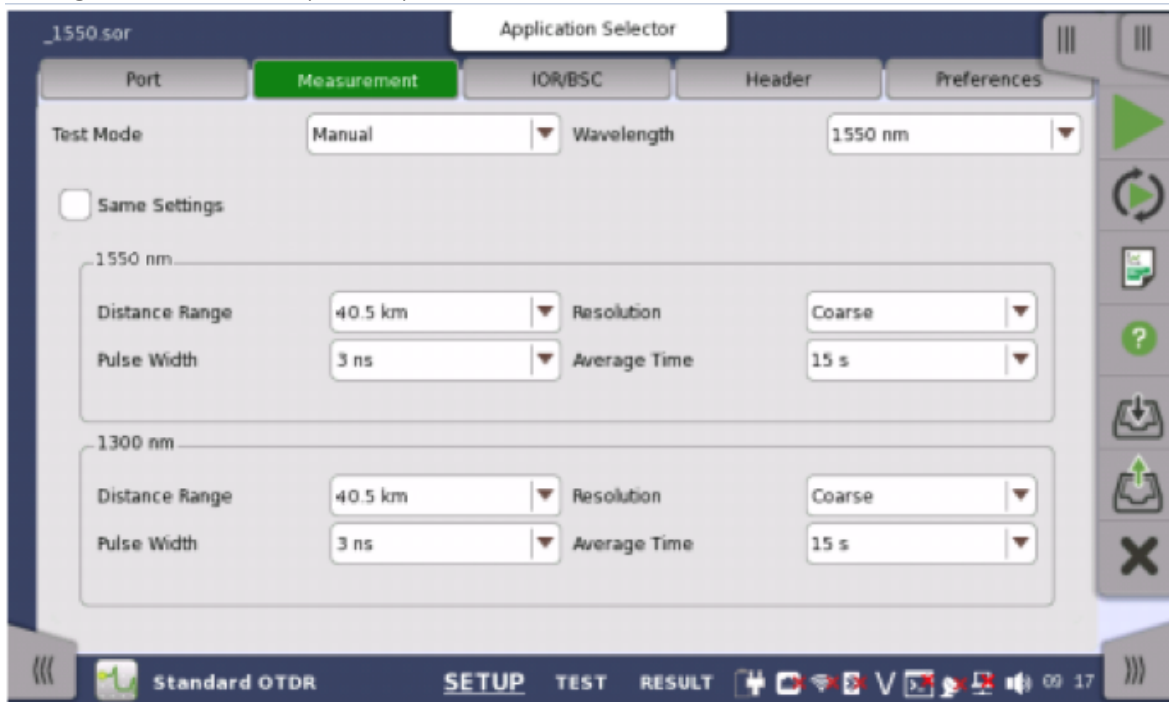 _1550.sor
Application Selector
Port Measurement IOR/BSC Header Preferences
Test Mode Manual Wavelength 1550 nm
Same Settings
1550 nm
Distance Range 40.5 km Resolution Coarse
Pulse Width 3 ns Average Time 15 s
1300 nm
Distance Range 40.5 km Resolution Coarse
Pulse Width 3 ns Average Time 15 s
Standard OTDR SETUP TEST RESULT 09 17